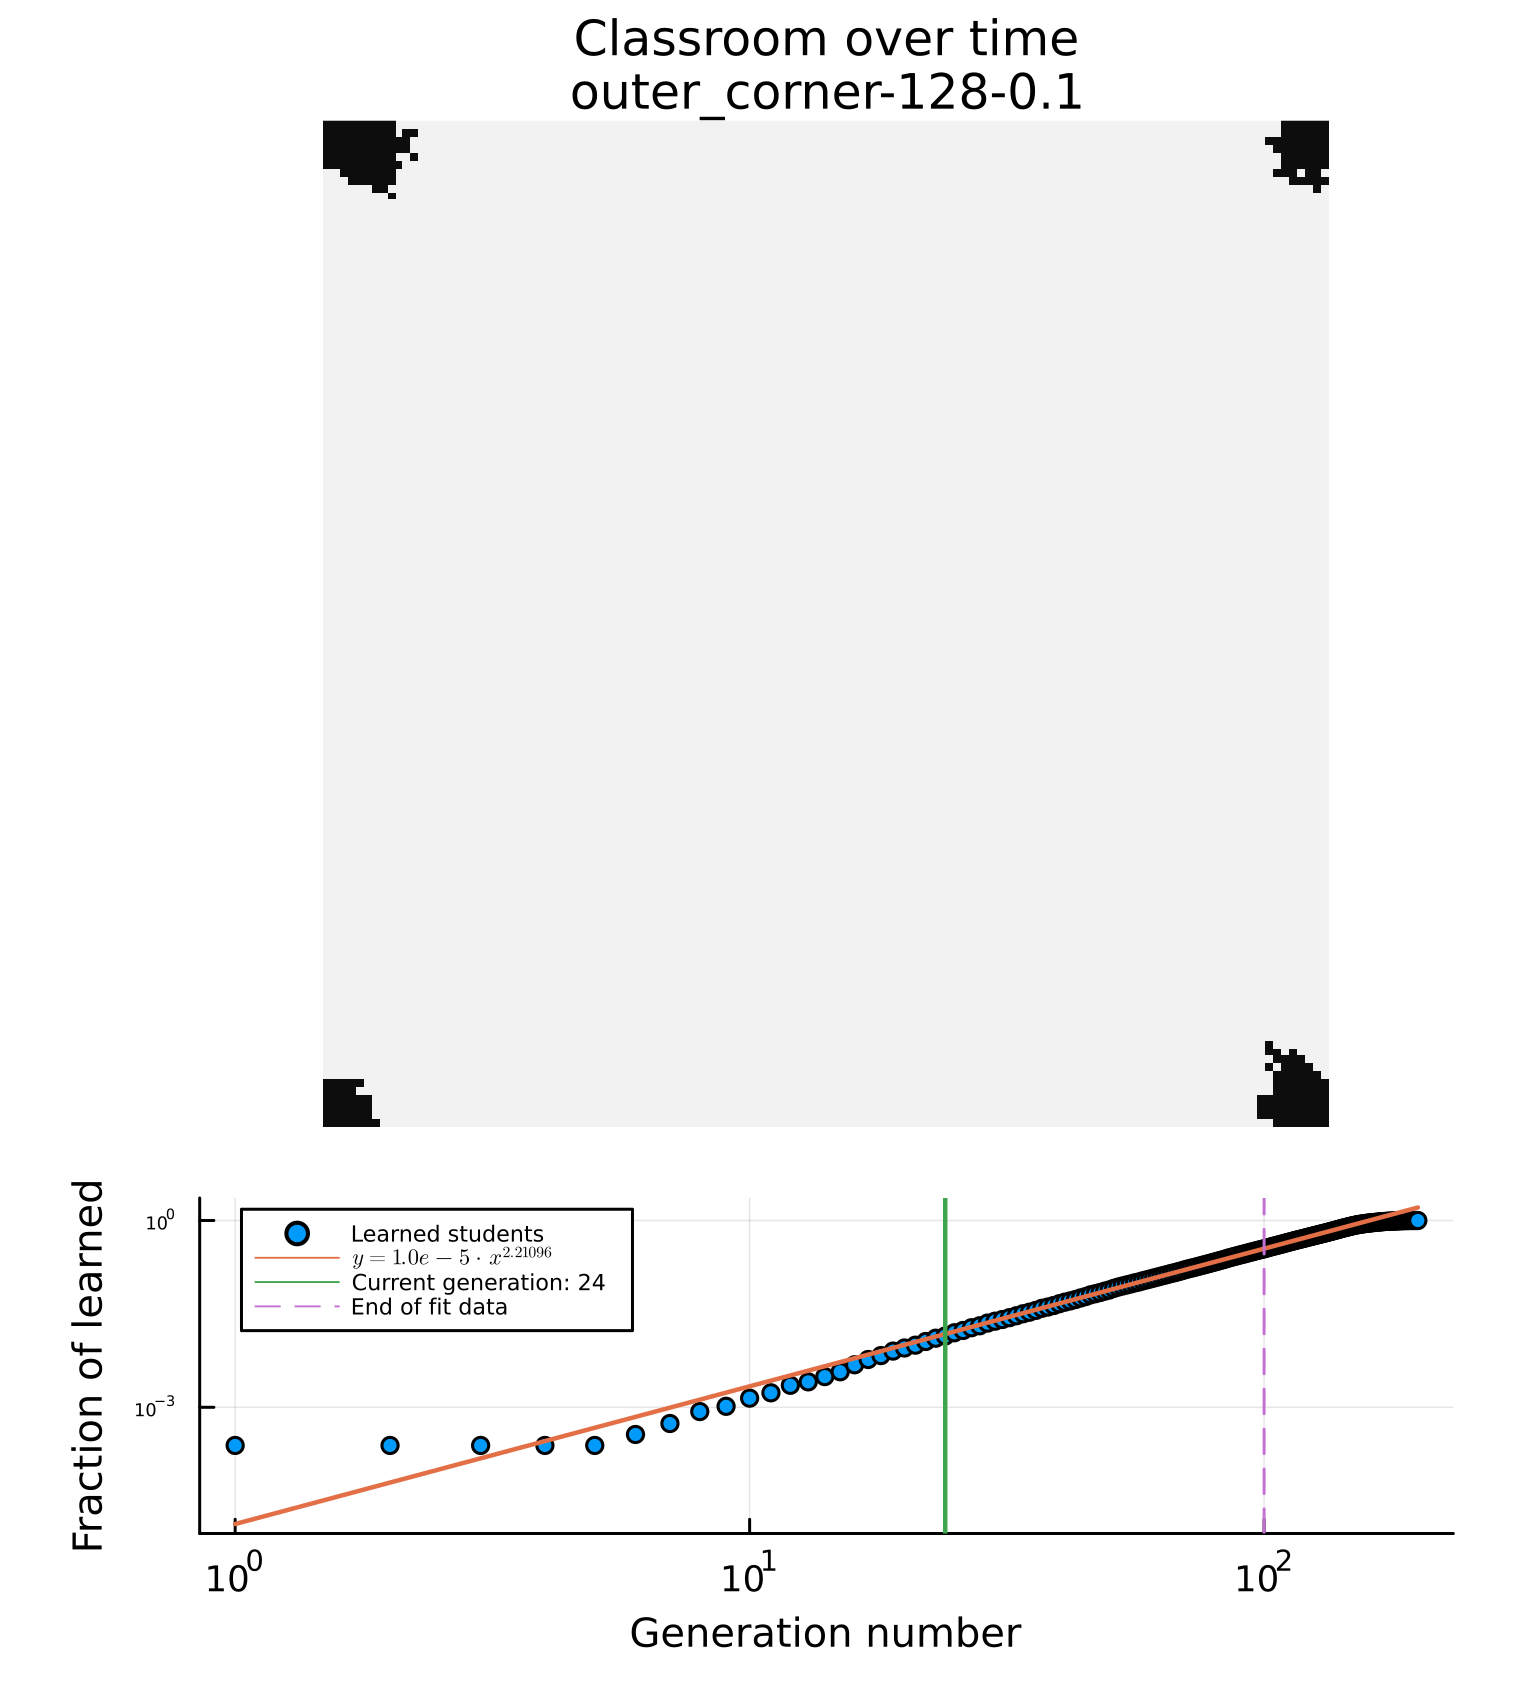 Classroom over time
outer_corner-128-0.1
Fraction of learned
10^0
10^−3
Learned students
y = 1.0e − 5 · x^2.21096
Current generation: 24
End of fit data
10^0
10^1
10^2
Generation number